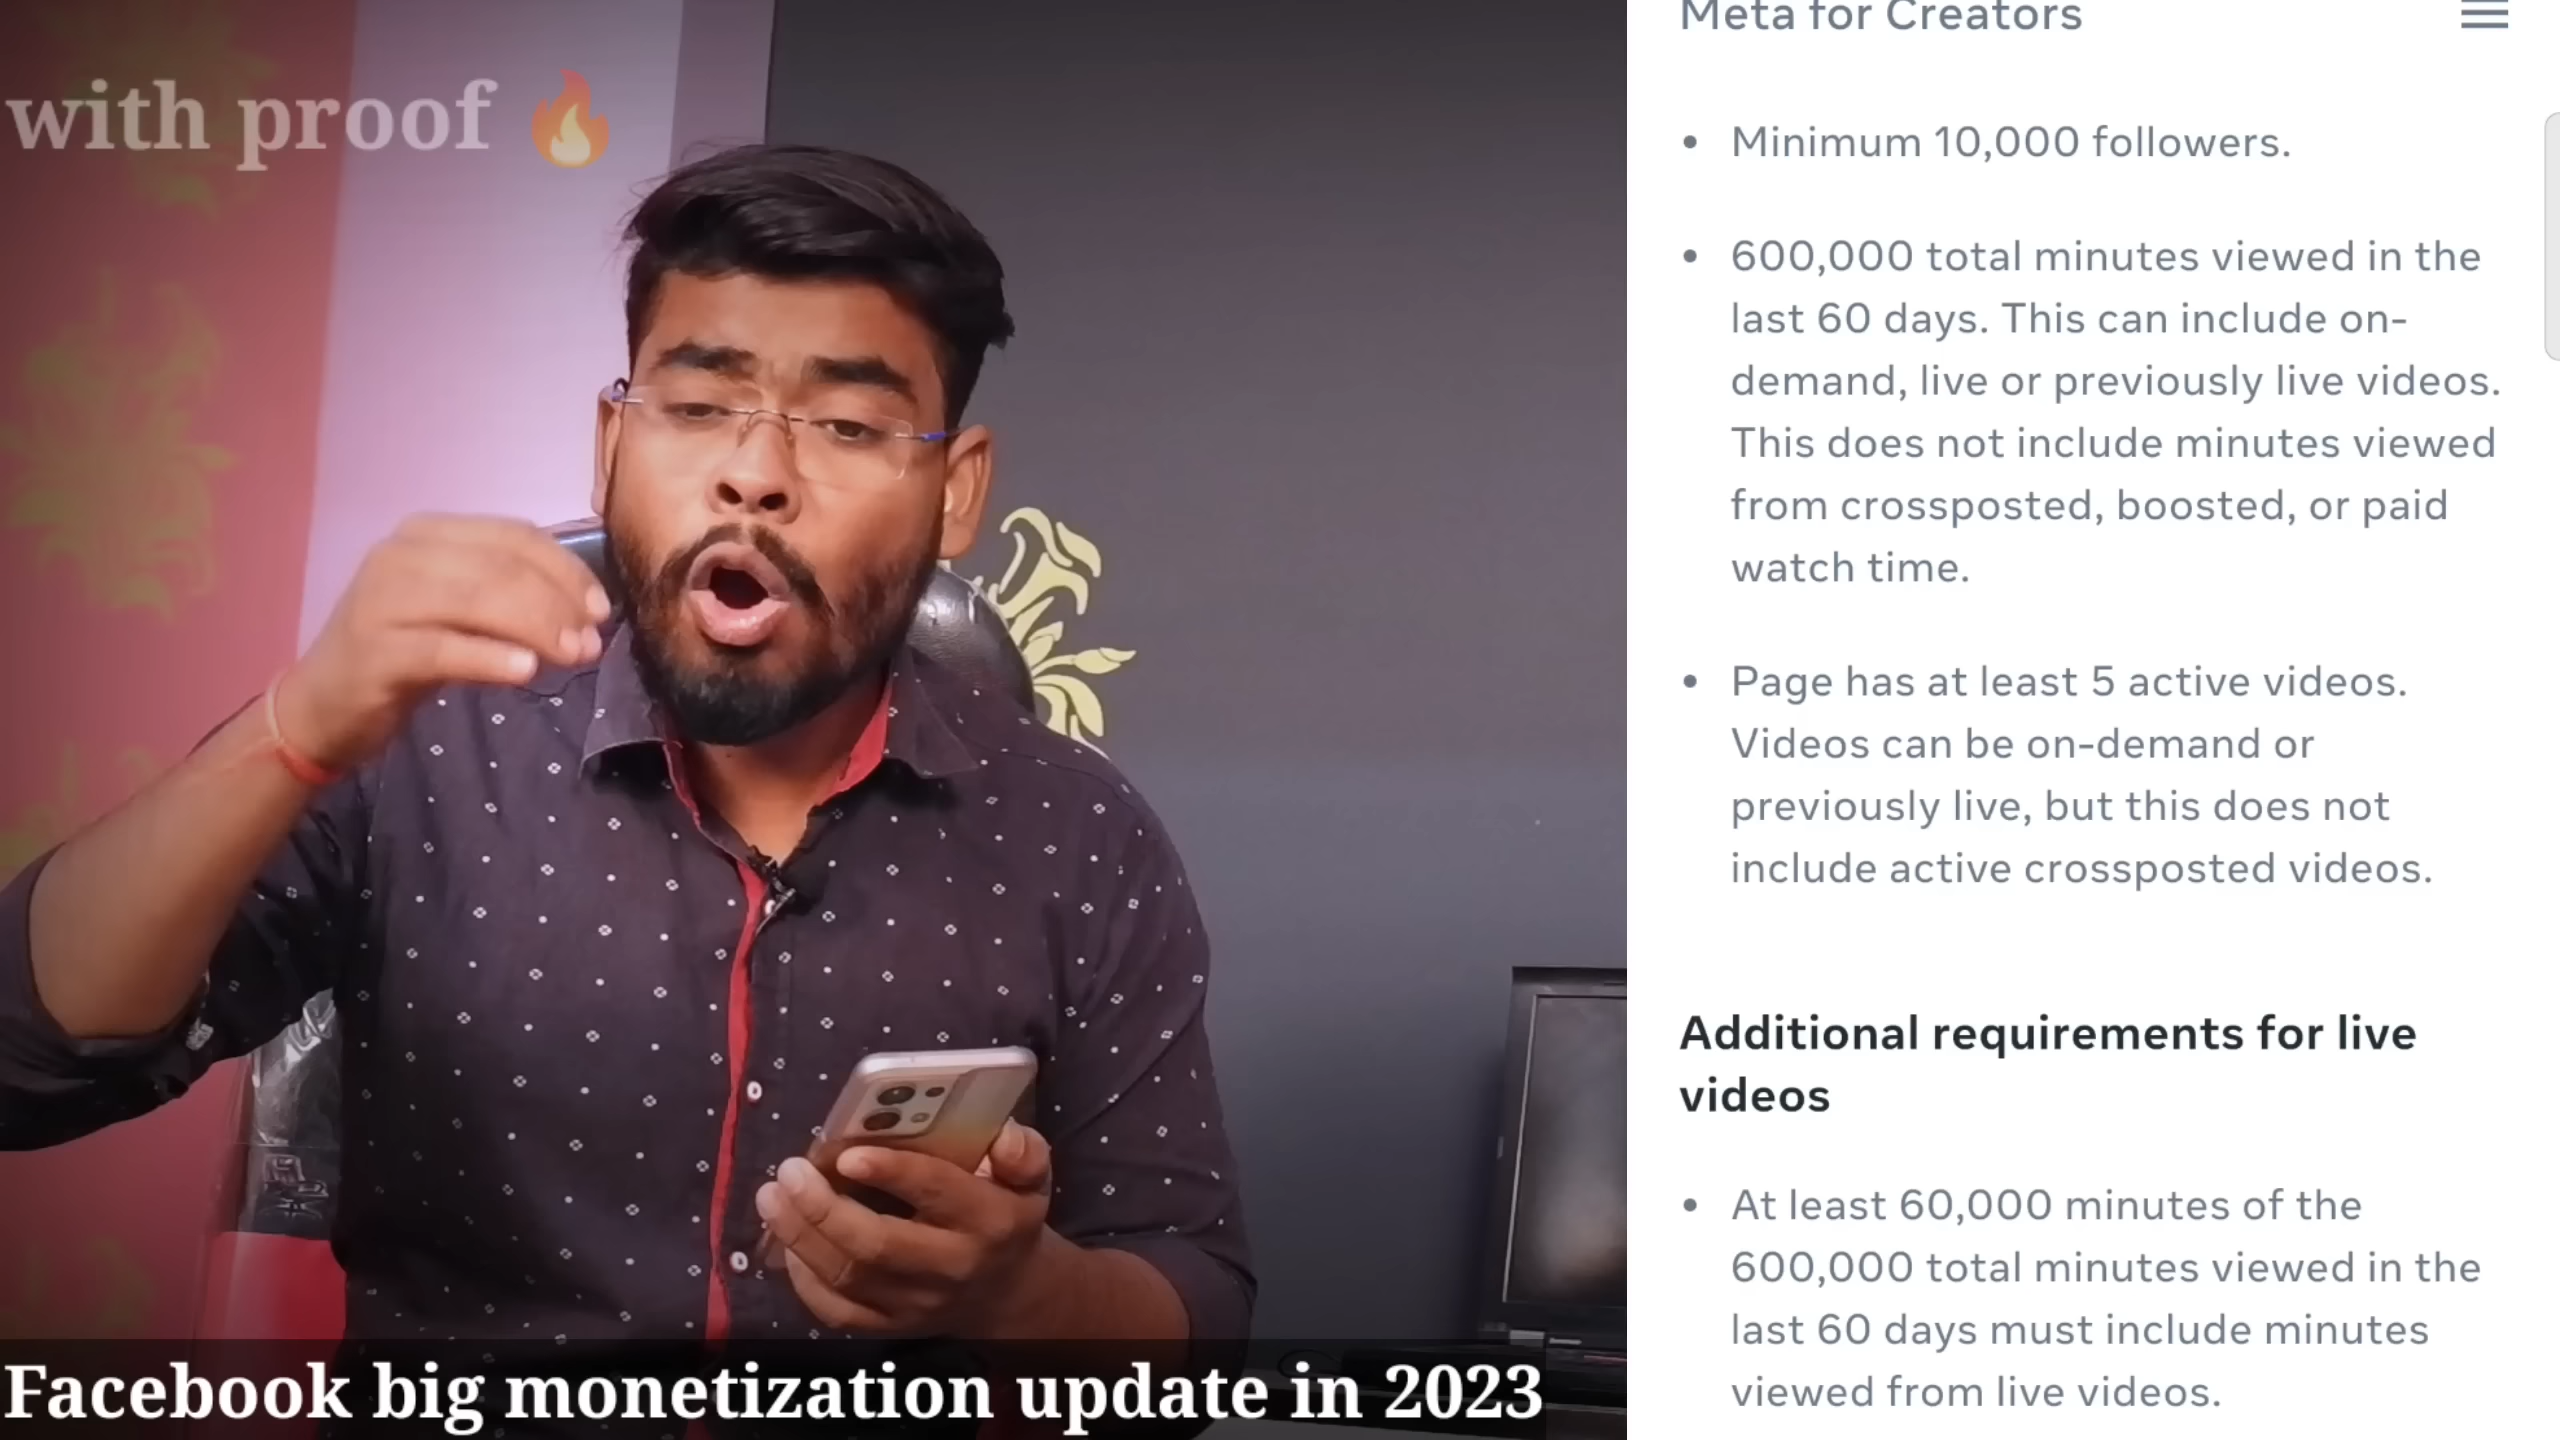 with proof 🔥
Facebook big monetization update in 2023
Meta for Creators
• Minimum 10,000 followers.
• 600,000 total minutes viewed in the
last 60 days. This can include on-
demand, live or previously live videos.
This does not include minutes viewed
from crossposted, boosted, or paid
watch time.
• Page has at least 5 active videos.
Videos can be on-demand or
previously live, but this does not
include active crossposted videos.
Additional requirements for live
videos
• At least 60,000 minutes of the
600,000 total minutes viewed in the
last 60 days must include minutes
viewed from live videos.